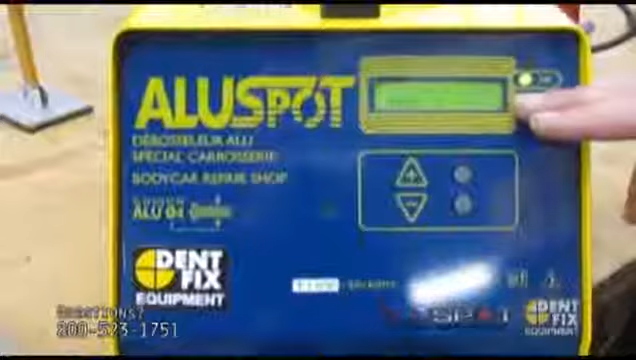 ALUSPOT
DÉBOSSELEUR ALU
SPECIAL CARROSSERIE
BODYCAR REPAIR SHOP
ALU 04
DENT
FIX
EQUIPMENT
+
-
DENT
FIX
EQUIPMENT
QUESTIONS?
800-523-1751